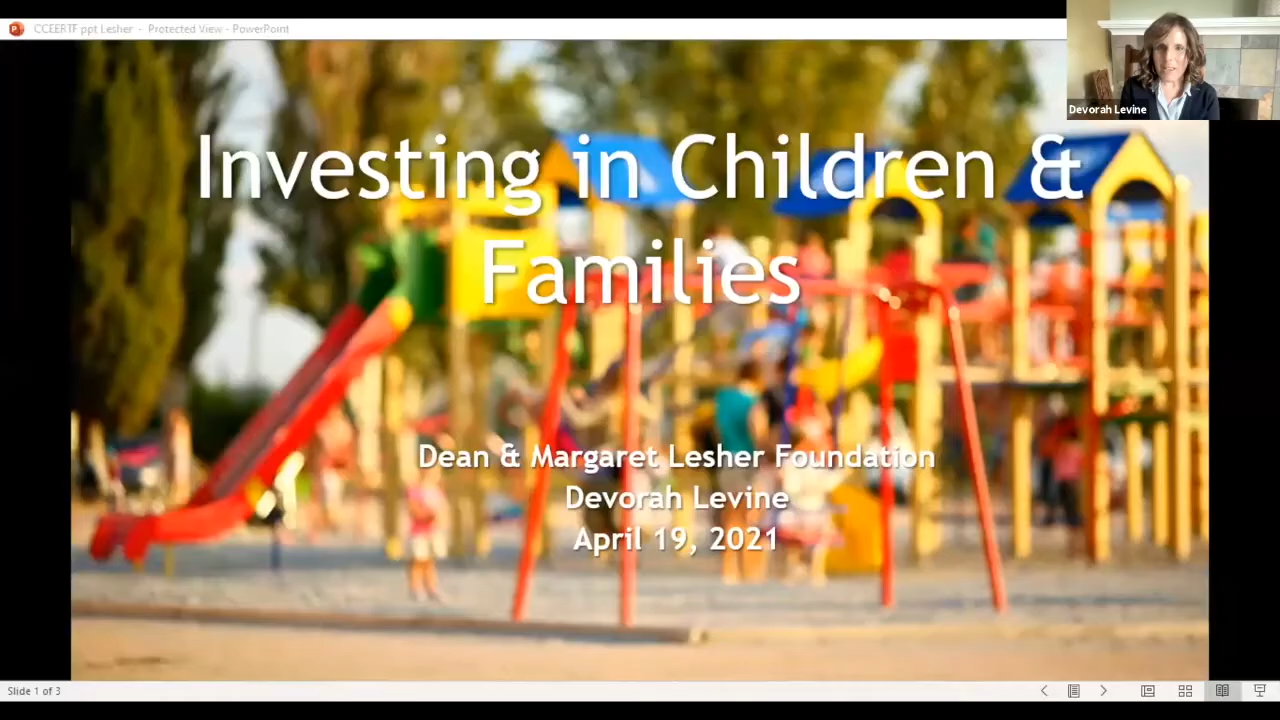 CCEERTF ppt Lesher - Protected View - PowerPoint
Devorah Levine
Investing in Children &
Families
Dean & Margaret Lesher Foundation
Devorah Levine
April 19, 2021
Slide 1 of 3